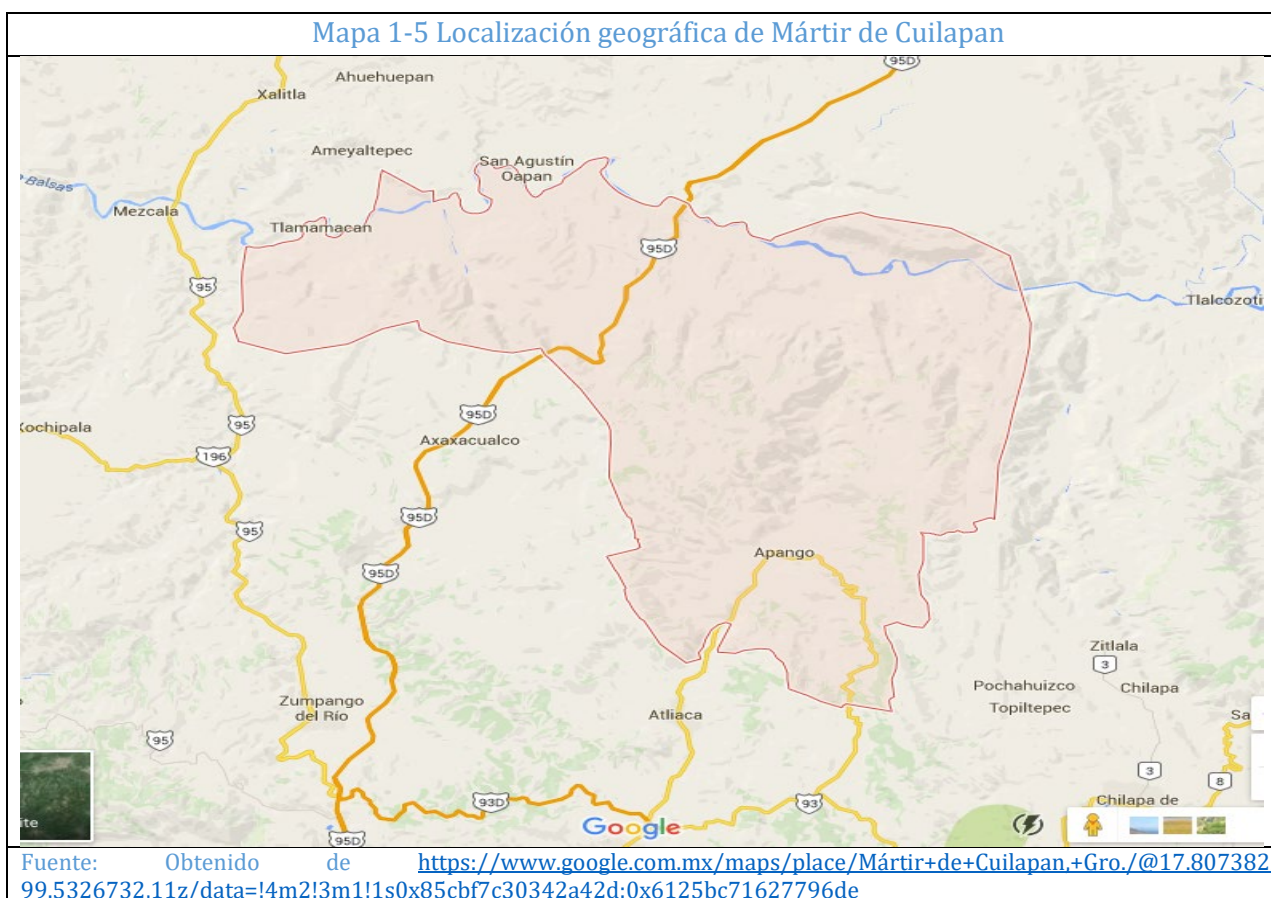 Mapa 1-5 Localización geográfica de Mártir de Cuilapan
95D
Ahuehuepan
Xalitla
Ameyaltepec
San Agustín
Oapan
Balsas
Mezcala
Tlamamacan
95D
95
Tlalcozoti
95D
95
Xochipala
Axaxacualco
196
95D
95
Apango
95D
Zitlala
3
Pochahuizco
Chilapa
Topiltepec
Zumpango
del Río
Atliaca
Sa
95
3
8
93D
93
Chilapa de
ite
Google
95D
Fuente: Obtenido de https://www.google.com.mx/maps/place/Mártir+de+Cuilapan,+Gro./@17.807382
99.5326732,11z/data=!4m2!3m1!1s0x85cbf7c30342a42d:0x6125bc71627796de